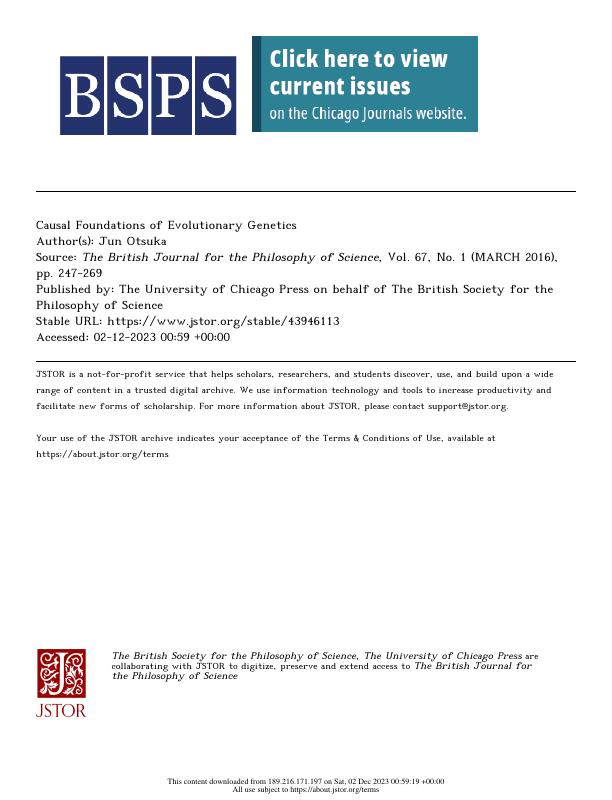 BSPS
Click here to view
current issues
on the Chicago Journals website.
Causal Foundations of Evolutionary Genetics
Author(s): Jun Otsuka
Source: The British Journal for the Philosophy of Science, Vol. 67, No. 1 (MARCH 2016),
pp. 247-269
Published by: The University of Chicago Press on behalf of The British Society for the
Philosophy of Science
Stable URL: https://www.jstor.org/stable/43946113
Accessed: 02-12-2023 00:59 +00:00
JSTOR is a not-for-profit service that helps scholars, researchers, and students discover, use, and build upon a wide
range of content in a trusted digital archive. We use information technology and tools to increase productivity and
facilitate new forms of scholarship. For more information about JSTOR, please contact support@jstor.org.
Your use of the JSTOR archive indicates your acceptance of the Terms & Conditions of Use, available at
https://about.jstor.org/terms
The British Society for the Philosophy of Science, The University of Chicago Press are
collaborating with JSTOR to digitize, preserve and extend access to The British Journal for
the Philosophy of Science
J
JSTOR
This content downloaded from 189.216.171.197 on Sat, 02 Dec 2023 00:59:19 +00:00
All use subject to https://about.jstor.org/terms